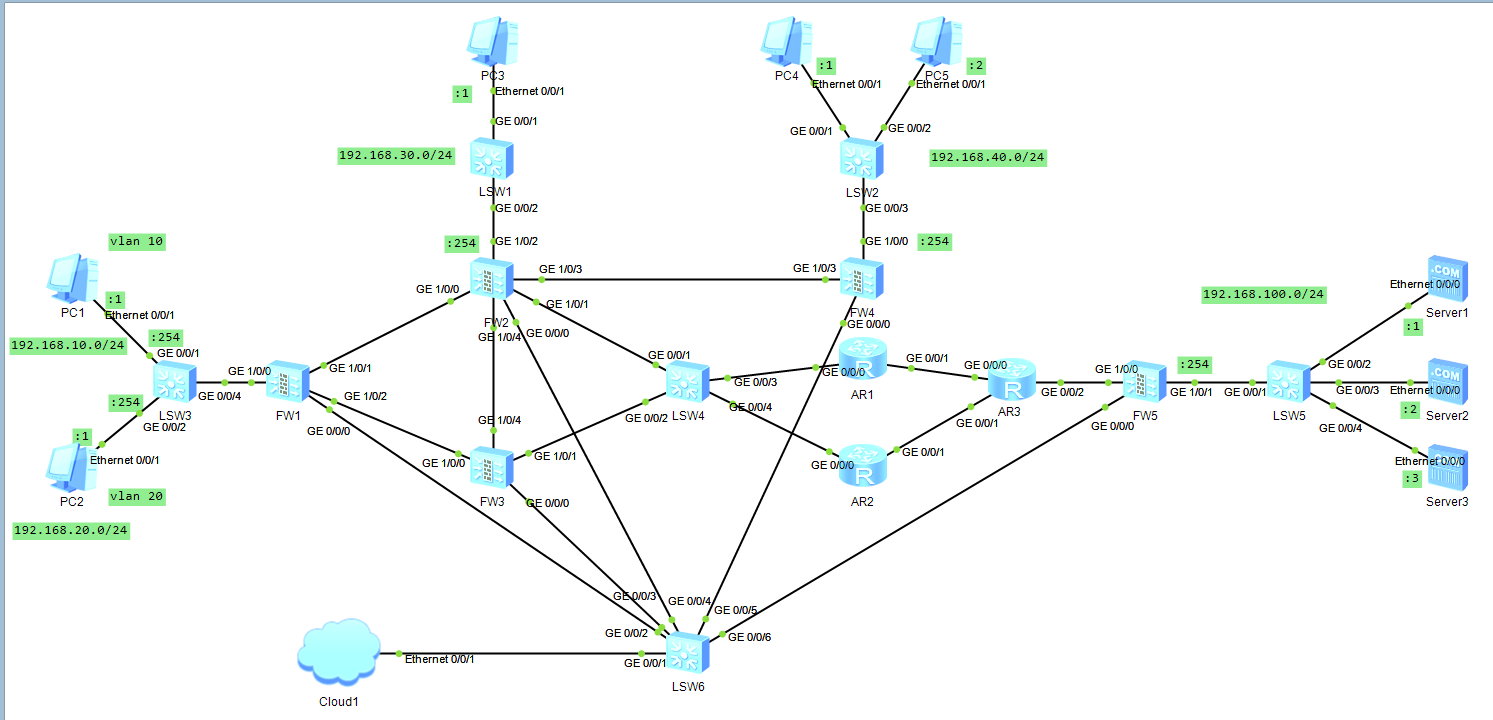 PC3
:1
Ethernet 0/0/1
GE 0/0/1
192.168.30.0/24
LSW1
GE 0/0/2
GE 1/0/2
:254
PC4
:1
Ethernet 0/0/1
PC5
:2
Ethernet 0/0/1
GE 0/0/1
GE 0/0/2
192.168.40.0/24
LSW2
GE 0/0/3
GE 1/0/0
:254
vlan 10
PC1
:1
Ethernet 0/0/1
192.168.10.0/24
:254
GE 0/0/1
LSW3
GE 0/0/4
:254
GE 0/0/2
:1
Ethernet 0/0/1
PC2
vlan 20
192.168.20.0/24
GE 1/0/0
FW1
GE 1/0/1
GE 1/0/2
GE 0/0/0
GE 1/0/0
FW2
GE 1/0/3
GE 1/0/1
GE 0/0/0
GE 1/0/4
GE 1/0/4
GE 1/0/0
GE 1/0/1
FW3
GE 0/0/0
GE 1/0/3
FW4
GE 0/0/0
GE 0/0/1
GE 0/0/2
LSW4
GE 0/0/3
GE 0/0/4
GE 0/0/0
AR1
GE 0/0/1
GE 0/0/0
AR2
GE 0/0/1
GE 0/0/0
GE 0/0/1
AR3
GE 0/0/2
GE 1/0/0
FW5
GE 0/0/0
:254
GE 1/0/1
192.168.100.0/24
GE 0/0/1
LSW5
GE 0/0/2
GE 0/0/3
GE 0/0/4
.COM
Ethernet 0/0/0
Server1
:1
.COM
Ethernet 0/0/0
Server2
:2
.COM
Ethernet 0/0/0
Server3
:3
GE 0/0/3
GE 0/0/4
GE 0/0/5
GE 0/0/2
GE 0/0/6
Ethernet 0/0/1
GE 0/0/1
LSW6
Cloud1
R
R
R